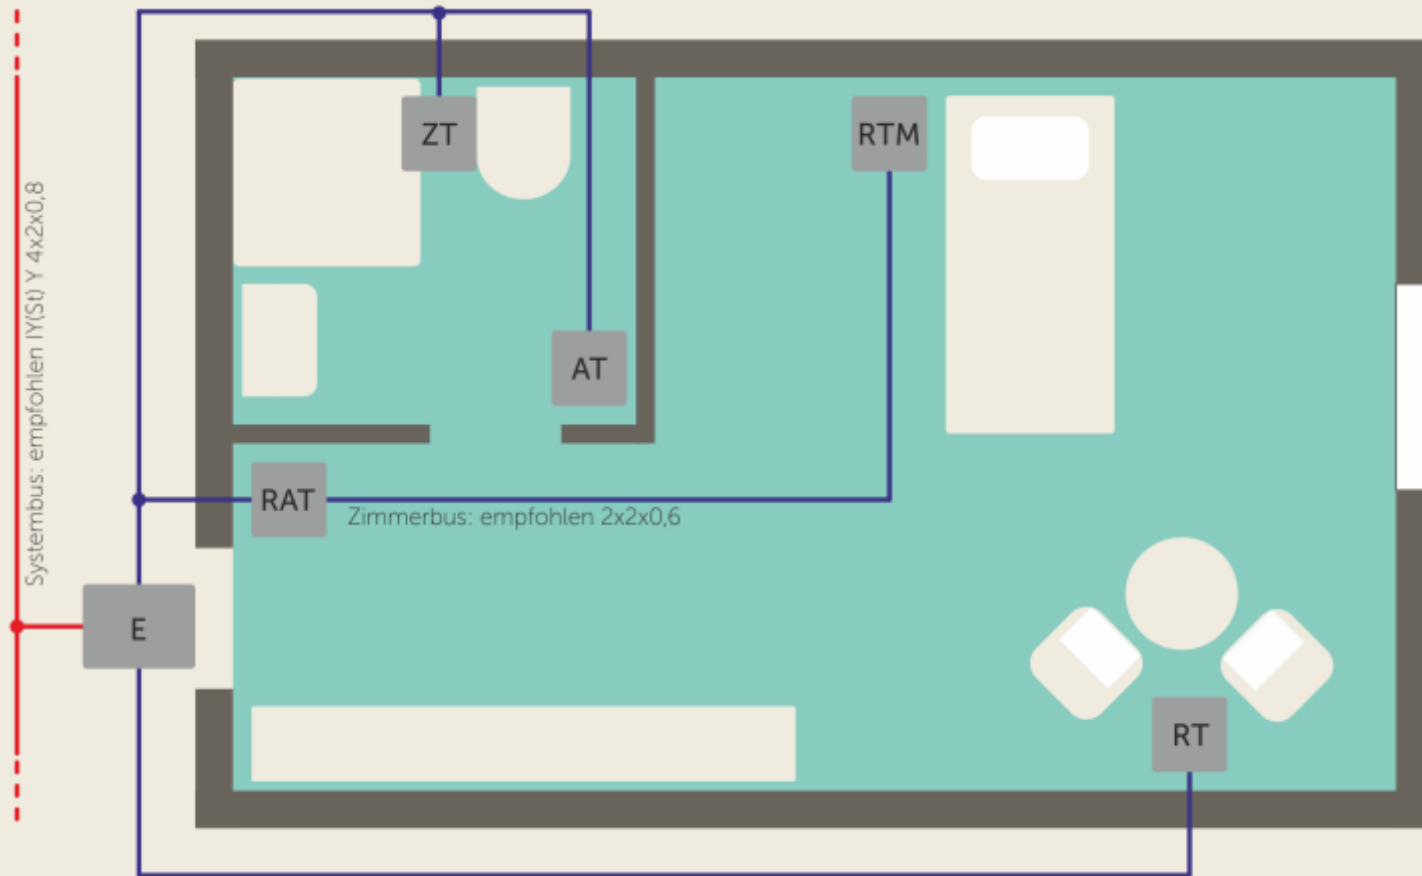 Systembus: empfohlen IY(St) Y 4x2x0,8
ZT
RTM
AT
RAT
Zimmerbus: empfohlen 2x2x0,6
E
RT